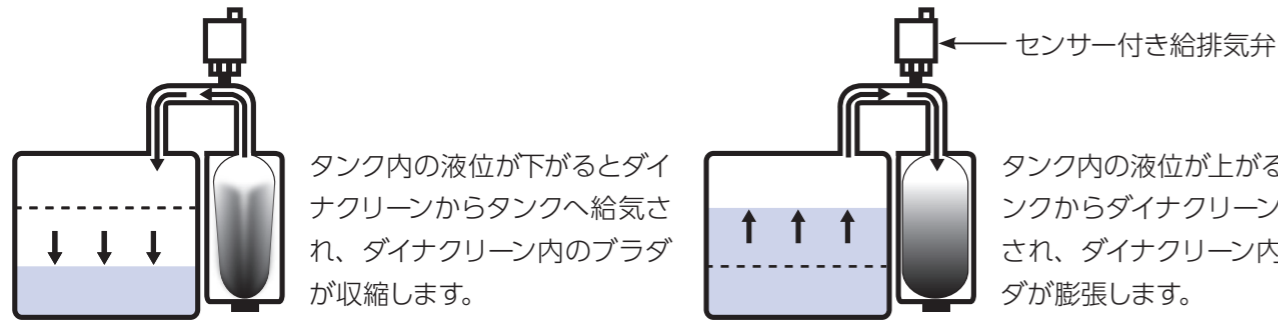 センサー付き給排気弁
タンク内の液位が下がるとダイ
ナクリーンからタンクへ給気さ
れ、ダイナクリーン内のブラダ
が収縮します。
タンク内の液位が上がる
ンクからダイナクリーン
され、ダイナクリーン内
ダが膨張します。